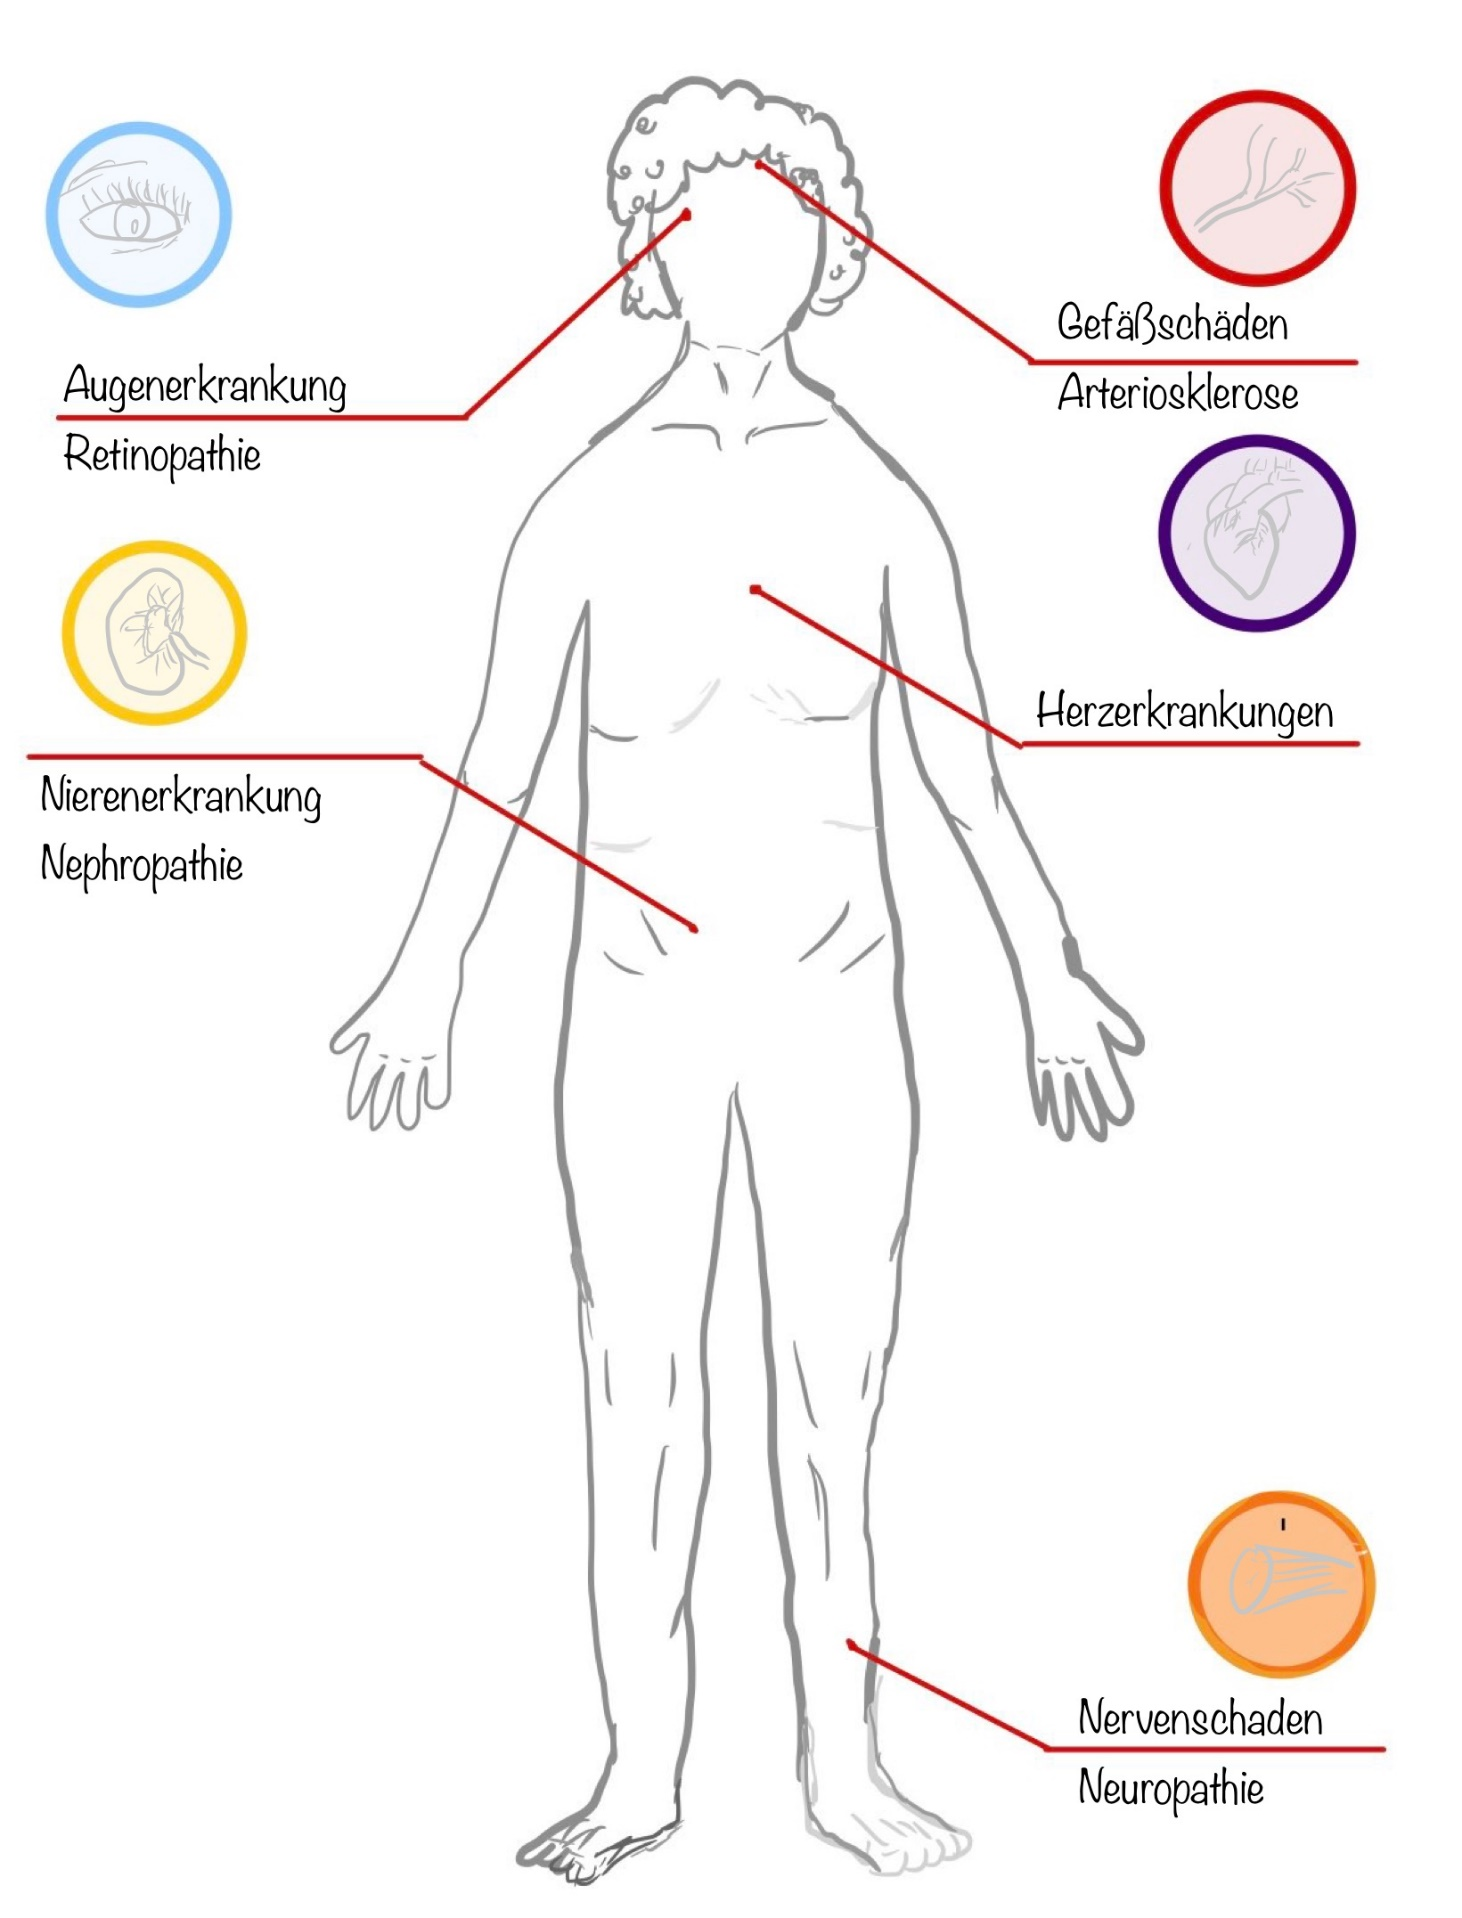 Augenerkrankung
Retinopathie
Gefäßschäden
Arteriosklerose
Herzerkrankungen
Nierenerkrankung
Nephropathie
Nervenschaden
Neuropathie